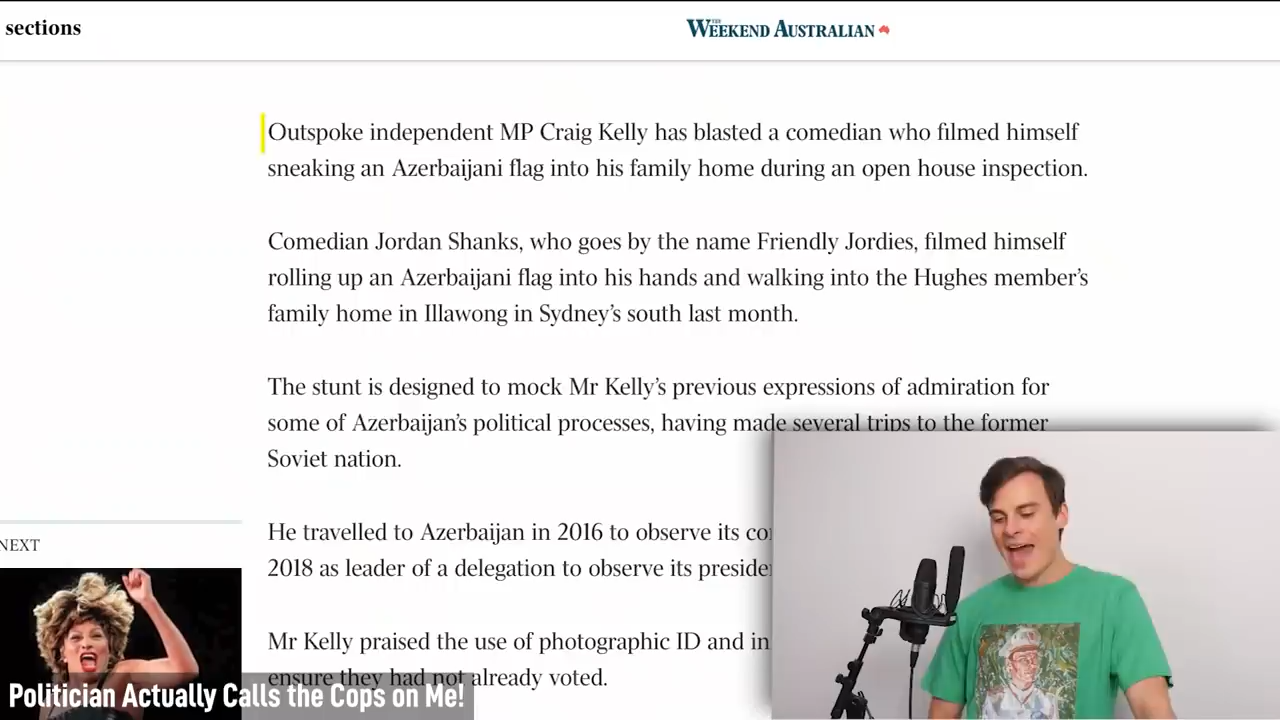 sections
THE
WEEKEND AUSTRALIAN
Outspoke independent MP Craig Kelly has blasted a comedian who filmed himself
sneaking an Azerbaijani flag into his family home during an open house inspection.
Comedian Jordan Shanks, who goes by the name Friendly Jordies, filmed himself
rolling up an Azerbaijani flag into his hands and walking into the Hughes member’s
family home in Illawong in Sydney’s south last month.
The stunt is designed to mock Mr Kelly’s previous expressions of admiration for
some of Azerbaijan’s political processes, having made several trips to the former
Soviet nation.
He travelled to Azerbaijan in 2016 to observe its
2018 as leader of a delegation to observe its
Mr Kelly praised the use of photographic ID and
ensure they had not already voted.
NEXT
Politician Actually Calls the Cops on Me!